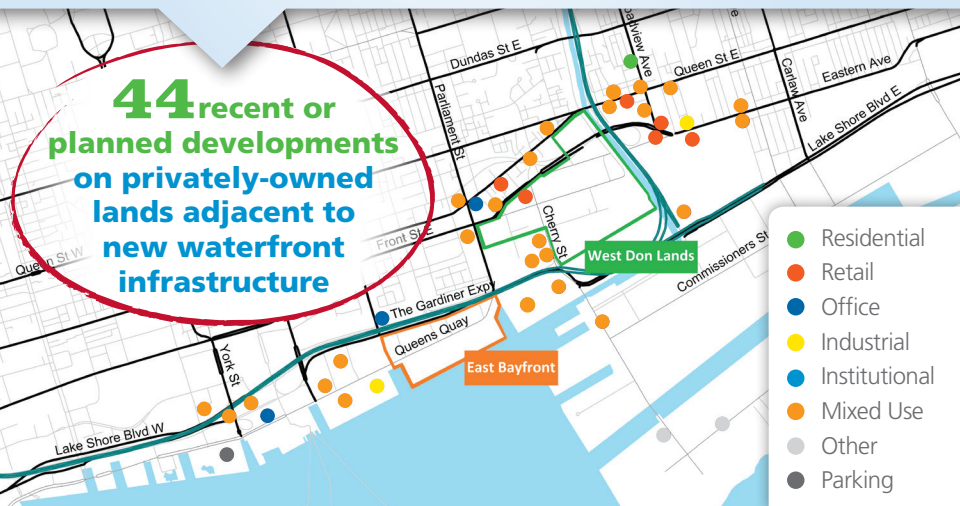 44 recent or
planned developments
on privately-owned
lands adjacent to
new waterfront
infrastructure
Dundas St E
Queen St E
Eastern Ave
Carlaw Ave
Lake Shore Blvd E
Parliament St
Front St E
Queen St W
Cherry St
West Don Lands
Commissioners St
The Gardiner Expy
Queens Quay
East Bayfront
York St
Lake Shore Blvd W
Residential
Retail
Office
Industrial
Institutional
Mixed Use
Other
Parking